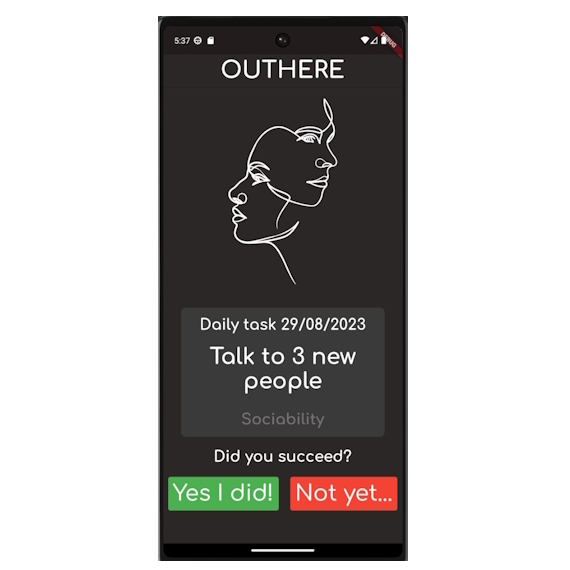 5:37
DEBUG
OUTHERE
Daily task 29/08/2023
Talk to 3 new
people
Sociability
Did you succeed?
Yes I did!
Not yet...